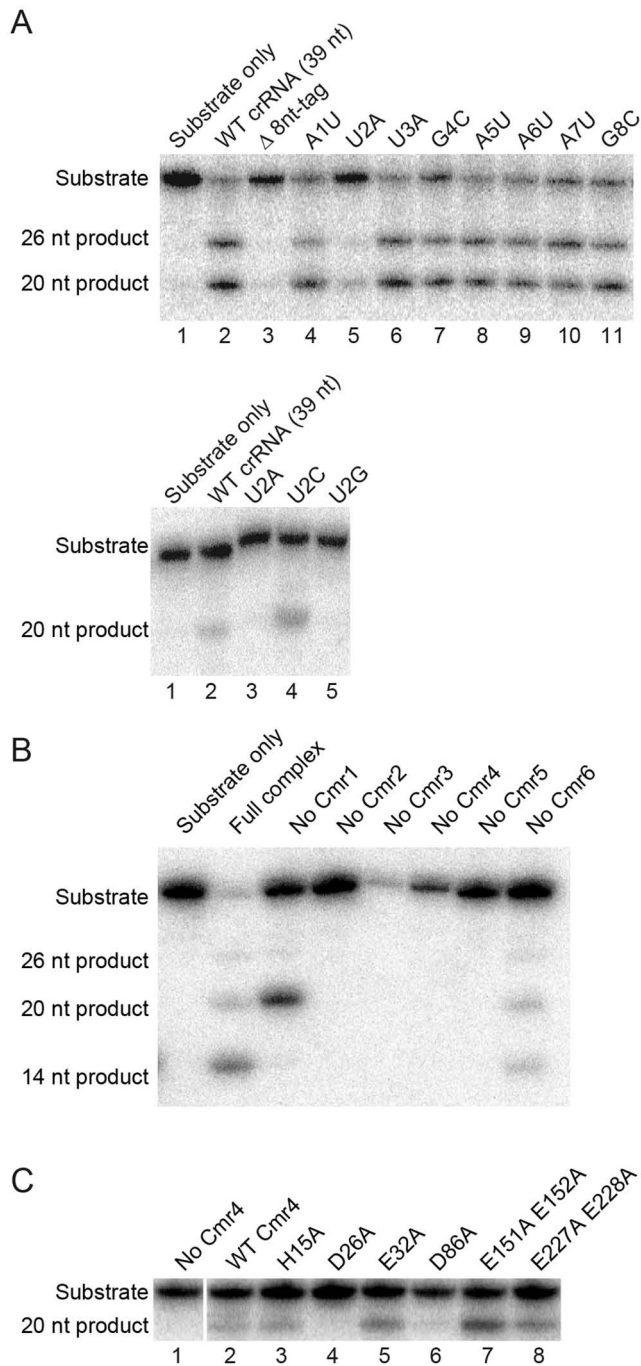 A
Substrate only
WT crRNA (39 nt)
Δ 8nt-tag
A1U
U2A
U3A
G4C
A5U
A6U
A7U
G8C
Substrate
26 nt product
20 nt product
1 2 3 4 5 6 7 8 9 10 11
Substrate only
WT crRNA (39 nt)
U2A
U2C
U2G
Substrate
20 nt product
1 2 3 4 5
B
Substrate only
Full complex
No Cmr1
No Cmr2
No Cmr3
No Cmr4
No Cmr5
No Cmr6
Substrate
26 nt product
20 nt product
14 nt product
C
No Cmr4
WT Cmr4
H15A
D26A
E32A
D86A
E151A E152A
E227A E228A
Substrate
20 nt product
1 2 3 4 5 6 7 8